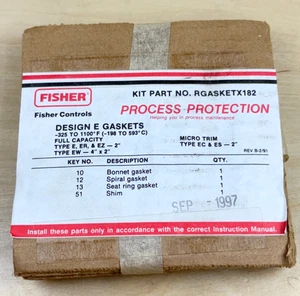 FISHER
Fisher Controls
KIT PART NO. RGASKETX182
PROCESS PROTECTION
Helping you in process maintenance
DESIGN E GASKETS
-325 TO 1100°F (-198 TO 593°C)
FULL CAPACITY
TYPE E, ER, & EZ — 2"
TYPE EW — 4" x 2"
MICRO TRIM
TYPE EC & ES — 2"
REV B-2/91
KEY NO. DESCRIPTION QTY.
10 Bonnet gasket 1
12 Spiral gasket 1
13 Seat ring gasket 1
51 Shim 1
SEP 1997
Install these parts only in accordance with the correct Instruction Manual.